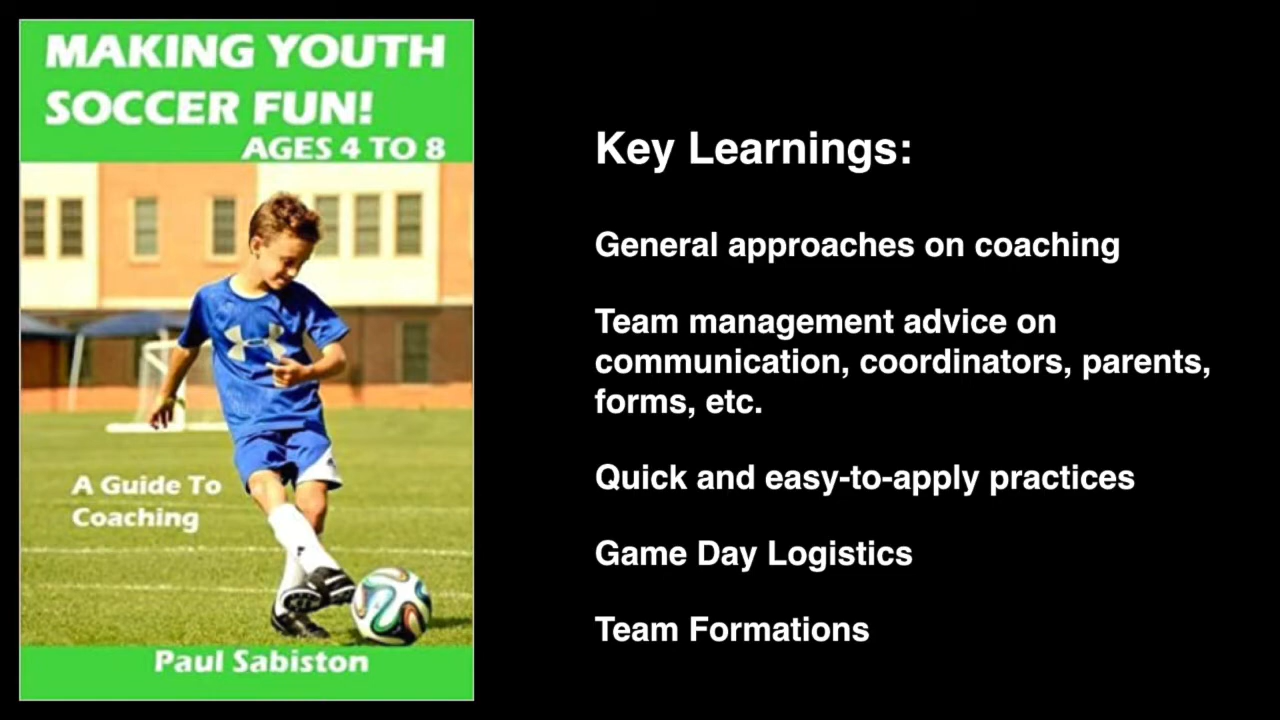 MAKING YOUTH
SOCCER FUN!
AGES 4 TO 8
A Guide To
Coaching
Paul Sabiston
Key Learnings:
General approaches on coaching
Team management advice on
communication, coordinators, parents,
forms, etc.
Quick and easy-to-apply practices
Game Day Logistics
Team Formations